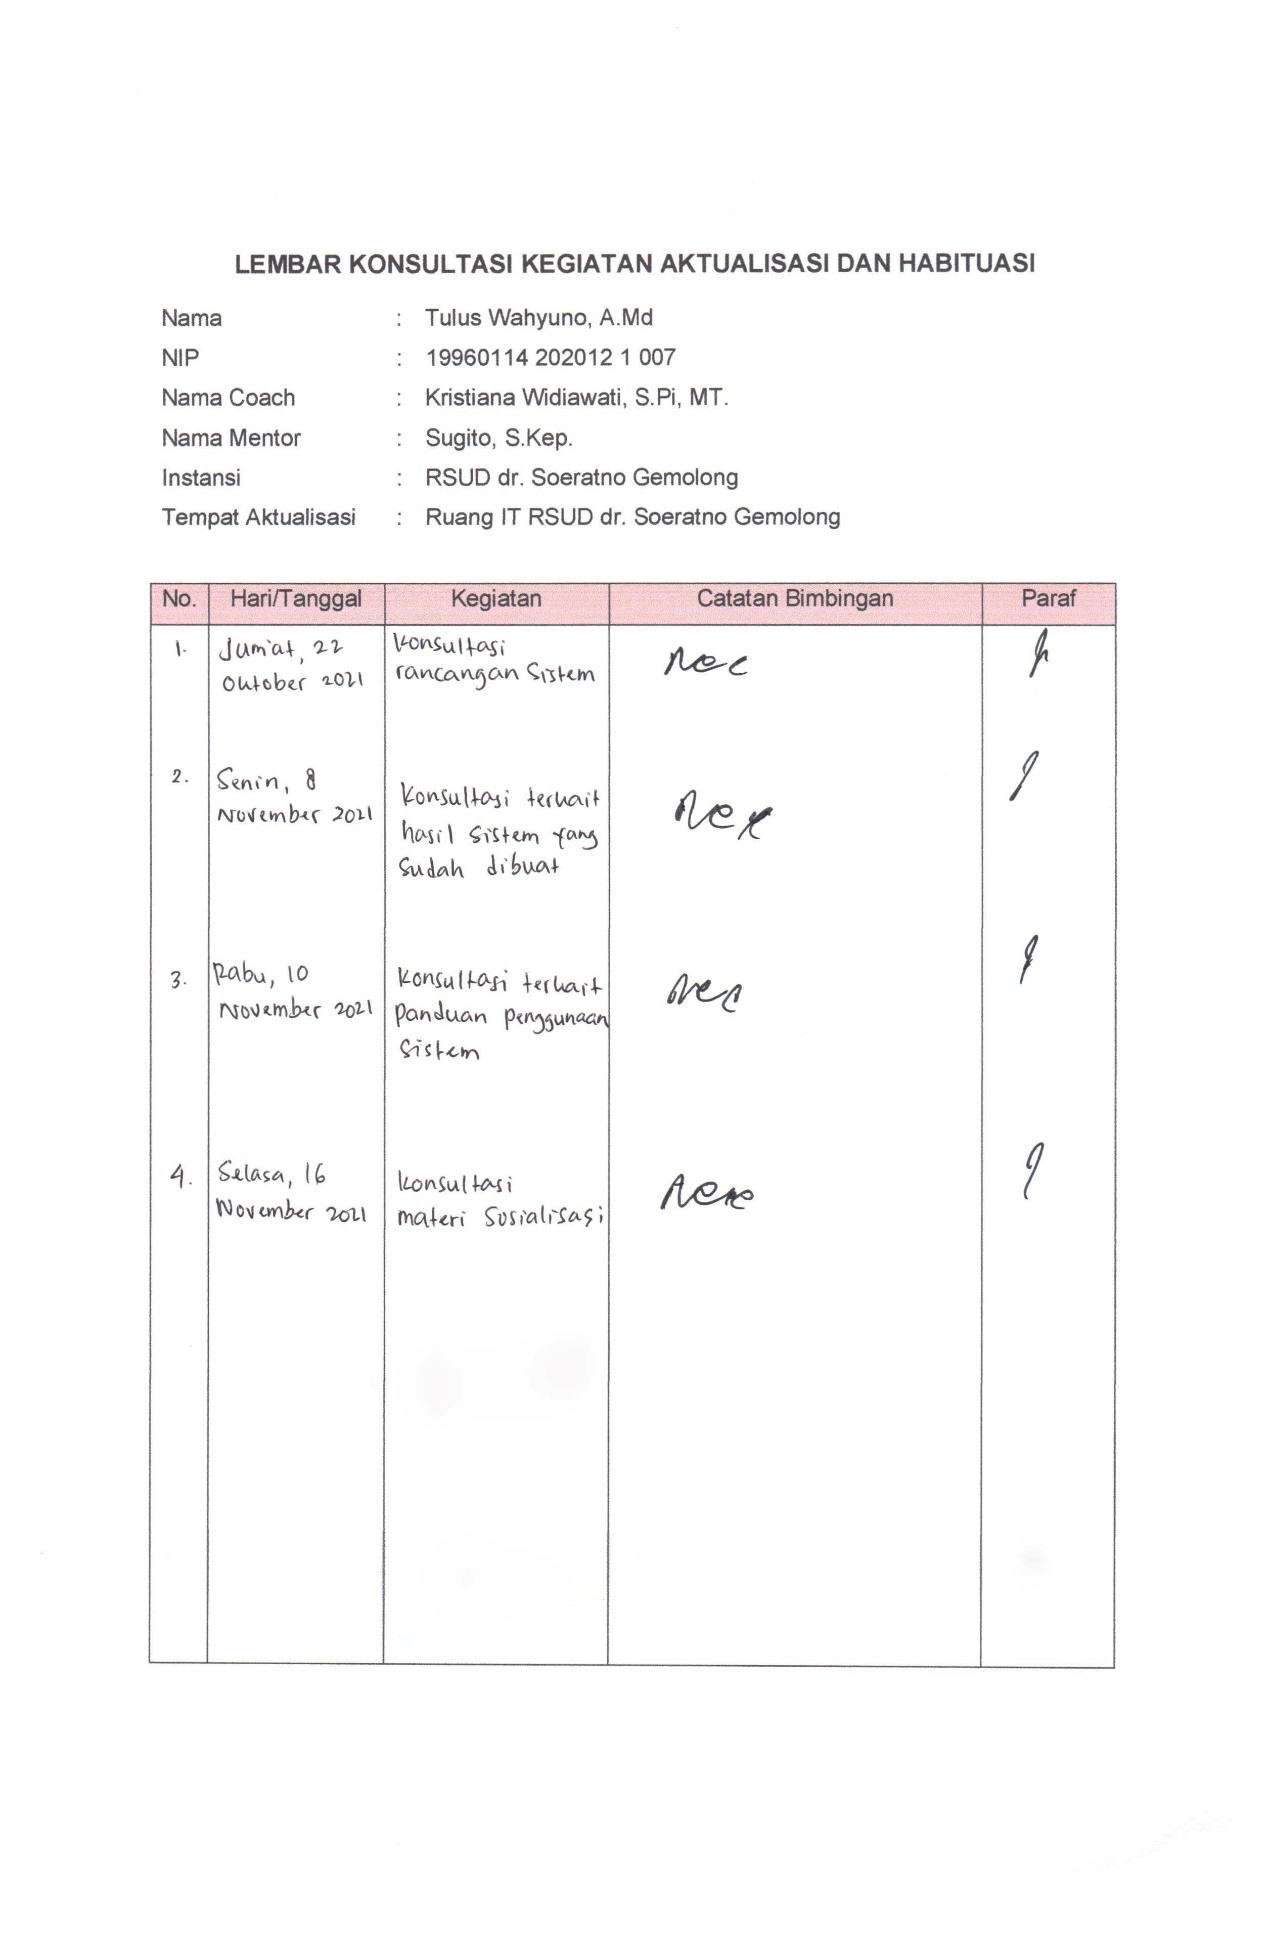 LEMBAR KONSULTASI KEGIATAN AKTUALISASI DAN HABITUASI
Nama : Tulus Wahyuno, A.Md
NIP : 19960114 202012 1 007
Nama Coach : Kristiana Widiawati, S.Pi, MT.
Nama Mentor : Sugito, S.Kep.
Instansi : RSUD dr. Soeratno Gemolong
Tempat Aktualisasi : Ruang IT RSUD dr. Soeratno Gemolong
No. Hari/Tanggal Kegiatan Catatan Bimbingan Paraf
1. Jum'at, 22 Konsultasi
Oktober 2021 rancangan Sistem
2. Senin, 8
November 2021 Konsultasi terkait
hasil sistem yang
sudah dibuat
3. Rabu, 10 Konsultasi terkait
November 2021 panduan penggunaan
Sistem
4. Selasa, 16 Konsultasi
November 2021 materi Sosialisasi